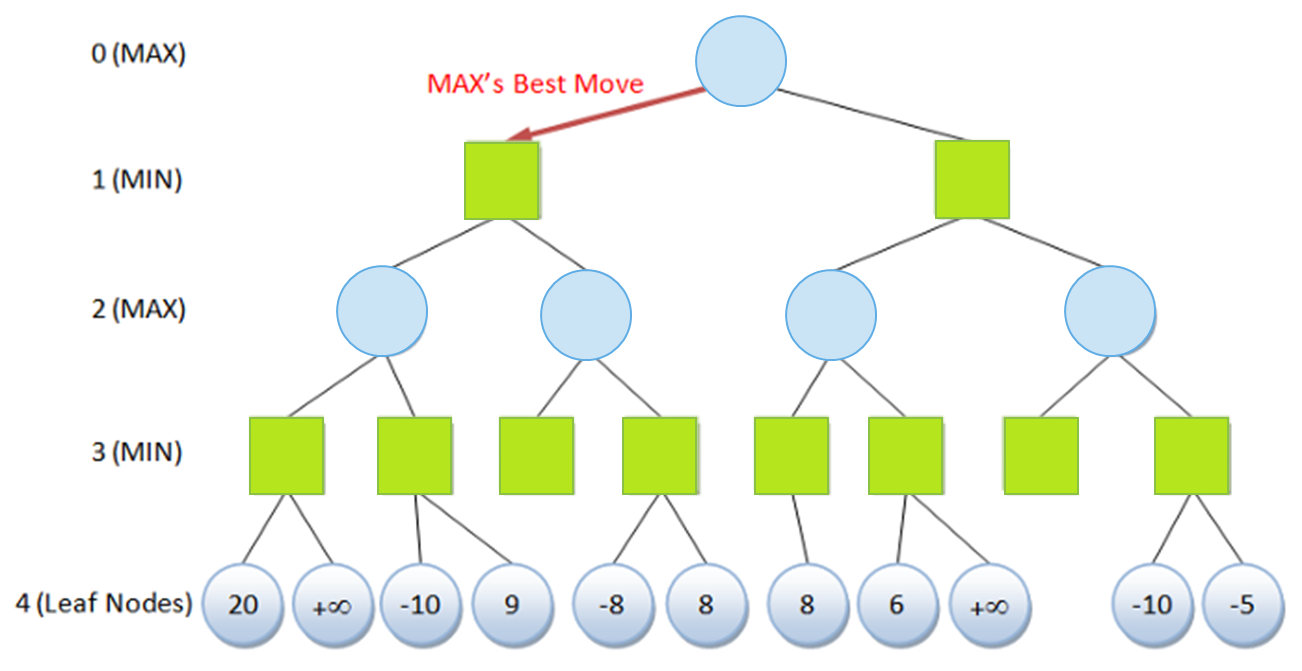 0 (MAX)
MAX's Best Move
1 (MIN)
2 (MAX)
3 (MIN)
4 (Leaf Nodes) 20 +∞ -10 9 -8 8 8 6 +∞ -10 -5